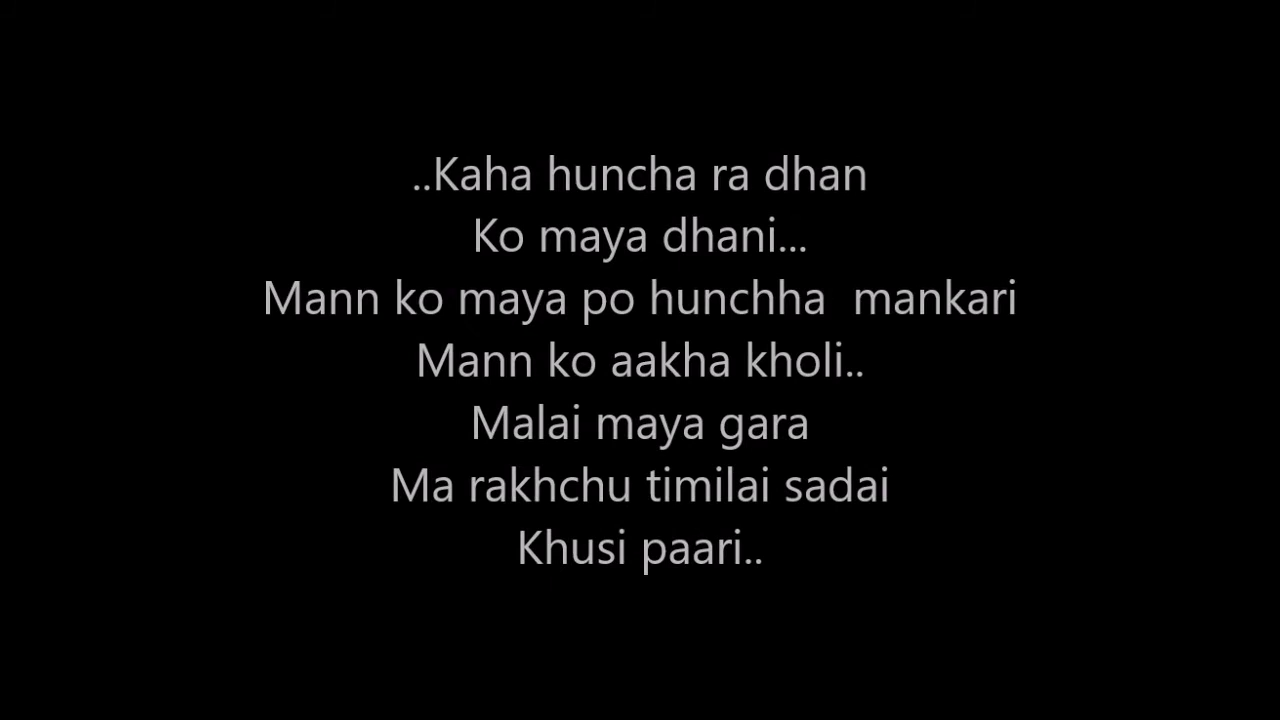 ..Kaha huncha ra dhan
Ko maya dhani...
Mann ko maya po hunchha  mankari
Mann ko aakha kholi..
Malai maya gara
Ma rakhchu timilai sadai
Khusi paari..